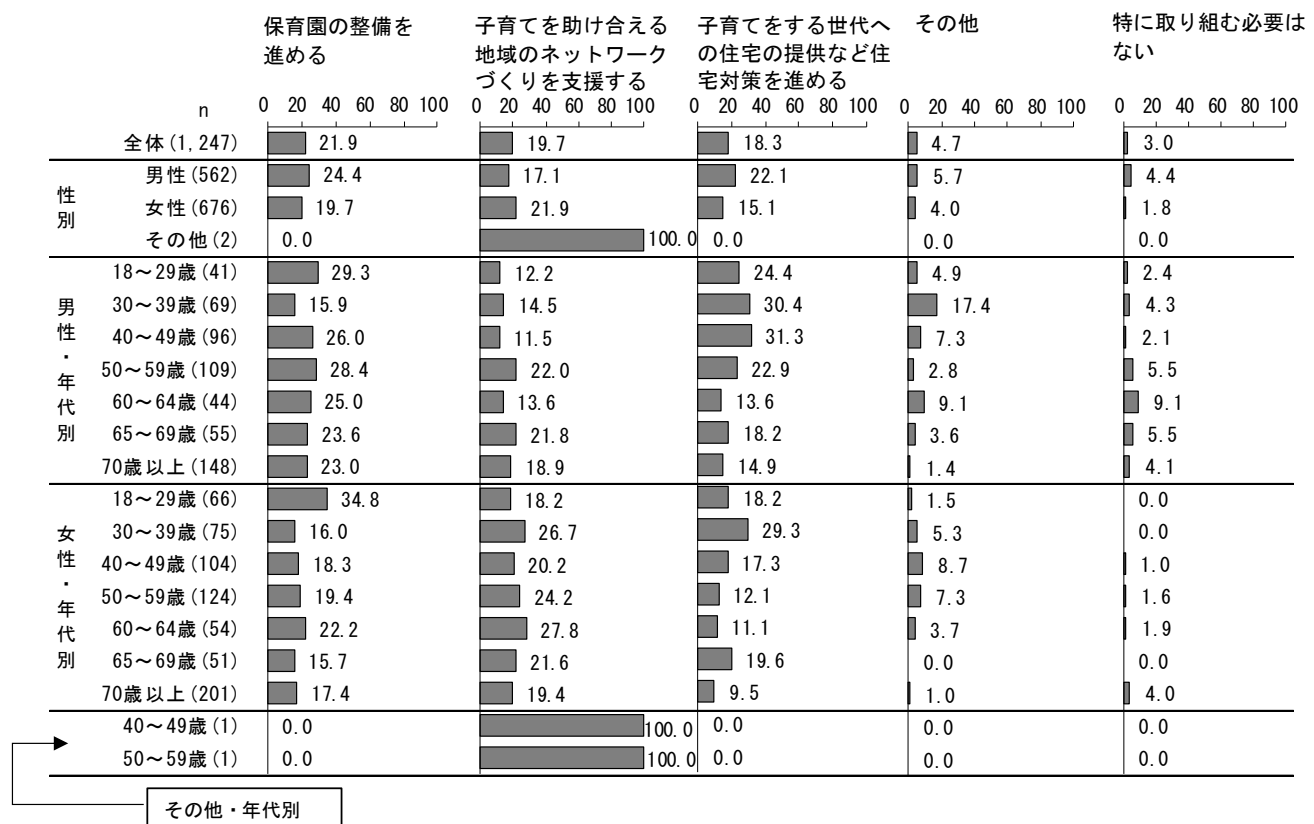 保育園の整備を
進める
子育てを助け合える
地域のネットワーク
づくりを支援する
子育てをする世代へ
の住宅の提供など住
宅対策を進める
その他
特に取り組む必要は
ない
n
0 20 40 60 80 100 0 20 40 60 80 100 0 20 40 60 80 100 0 20 40 60 80 100 0 20 40 60 80 100
全体(1,247) 21.9 19.7 18.3 4.7 3.0
性別
男性(562) 24.4 17.1 22.1 5.7 4.4
女性(676) 19.7 21.9 15.1 4.0 1.8
その他(2) 0.0 100.0 0.0 0.0 0.0
男性・年代別
18～29歳(41) 29.3 12.2 24.4 4.9 2.4
30～39歳(69) 15.9 14.5 30.4 17.4 4.3
40～49歳(96) 26.0 11.5 31.3 7.3 2.1
50～59歳(109) 28.4 22.0 22.9 2.8 5.5
60～64歳(44) 25.0 13.6 13.6 9.1 9.1
65～69歳(55) 23.6 21.8 18.2 3.6 5.5
70歳以上(148) 23.0 18.9 14.9 1.4 4.1
女性・年代別
18～29歳(66) 34.8 18.2 18.2 1.5 0.0
30～39歳(75) 16.0 26.7 29.3 5.3 0.0
40～49歳(104) 18.3 20.2 17.3 8.7 1.0
50～59歳(124) 19.4 24.2 12.1 7.3 1.6
60～64歳(54) 22.2 27.8 11.1 3.7 1.9
65～69歳(51) 15.7 21.6 19.6 0.0 0.0
70歳以上(201) 17.4 19.4 9.5 1.0 4.0
40～49歳(1) 0.0 100.0 0.0 0.0 0.0
50～59歳(1) 0.0 100.0 0.0 0.0 0.0
その他・年代別